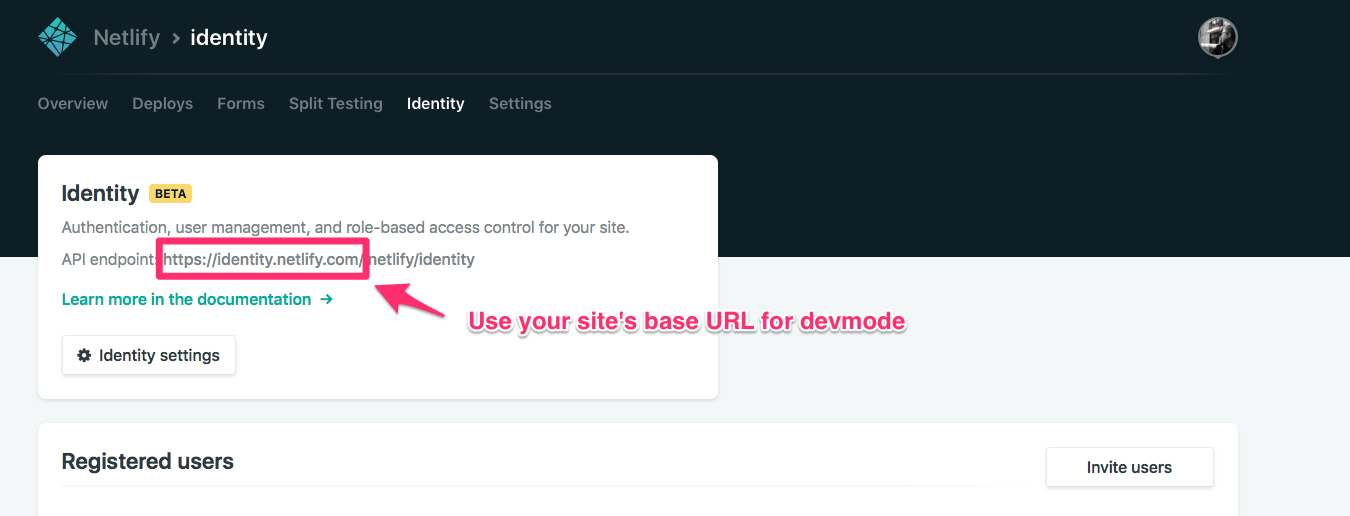 Netlify > identity
Overview Deploys Forms Split Testing Identity Settings
Identity BETA
Authentication, user management, and role-based access control for your site.
API endpoint: https://identity.netlify.com/.netlify/identity
Learn more in the documentation →
Use your site's base URL for devmode
Identity settings
Registered users
Invite users